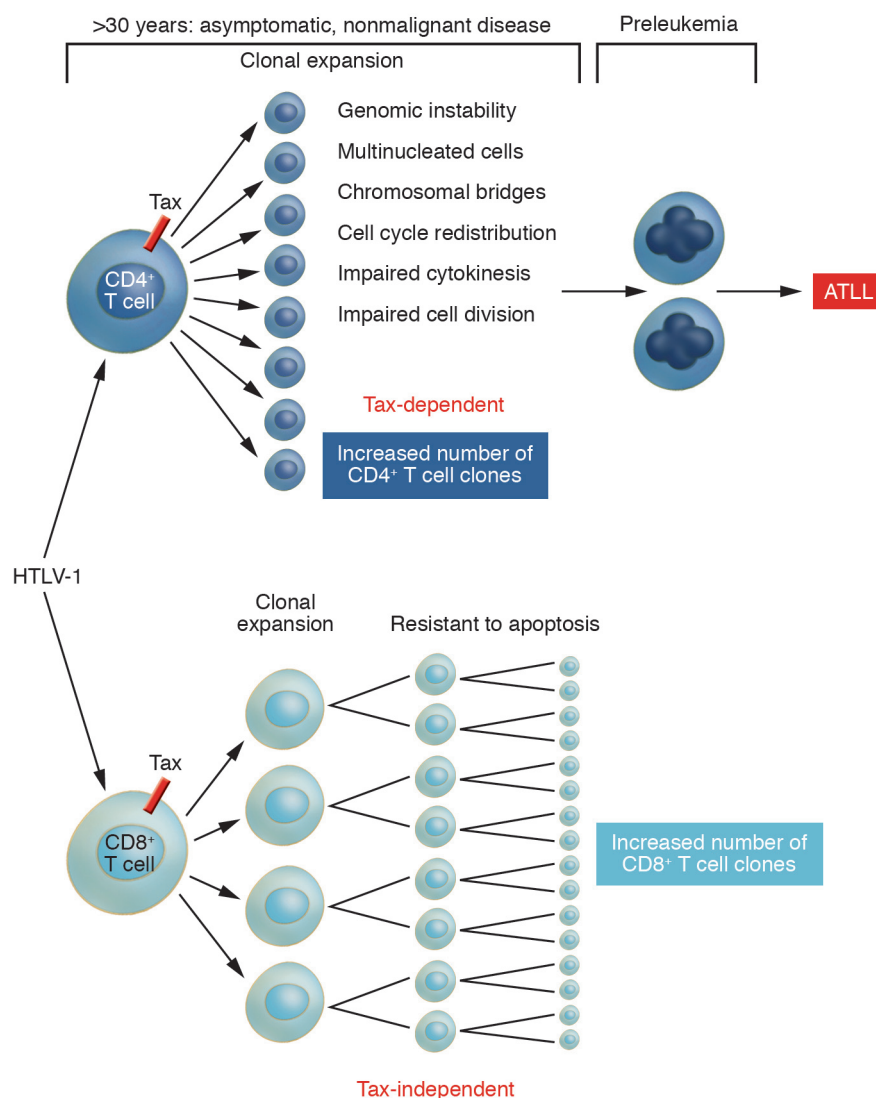 >30 years: asymptomatic, nonmalignant disease
Preleukemia
Clonal expansion
Genomic instability
Multinucleated cells
Chromosomal bridges
Cell cycle redistribution
Impaired cytokinesis
Impaired cell division
Tax
CD4⁺
T cell
ATLL
Tax-dependent
Increased number of
CD4⁺ T cell clones
HTLV-1
Clonal
expansion
Resistant to apoptosis
Tax
CD8⁺
T cell
Increased number of
CD8⁺ T cell clones
Tax-independent